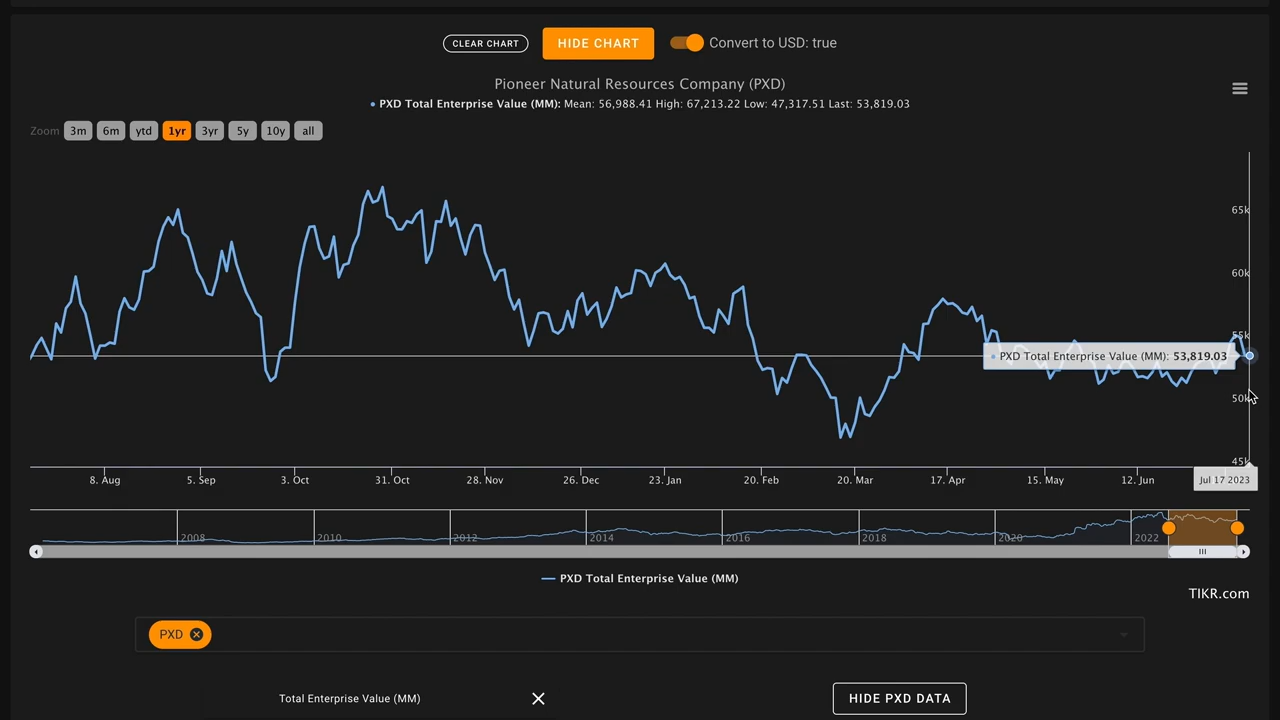 CLEAR CHART
HIDE CHART
Convert to USD: true
Pioneer Natural Resources Company (PXD)
• PXD Total Enterprise Value (MM): Mean: 56,988.41 High: 67,213.22 Low: 47,317.51 Last: 53,819.03
Zoom 3m 6m ytd 1yr 3yr 5y 10y all
65k
60k
55k
PXD Total Enterprise Value (MM): 53,819.03
50k
45k
8. Aug 5. Sep 3. Oct 31. Oct 28. Nov 26. Dec 23. Jan 20. Feb 20. Mar 17. Apr 15. May 12. Jun Jul 17 2023
2008 2010 2012 2014 2016 2018 2020 2022
PXD Total Enterprise Value (MM)
TIKR.com
PXD
Total Enterprise Value (MM)
HIDE PXD DATA